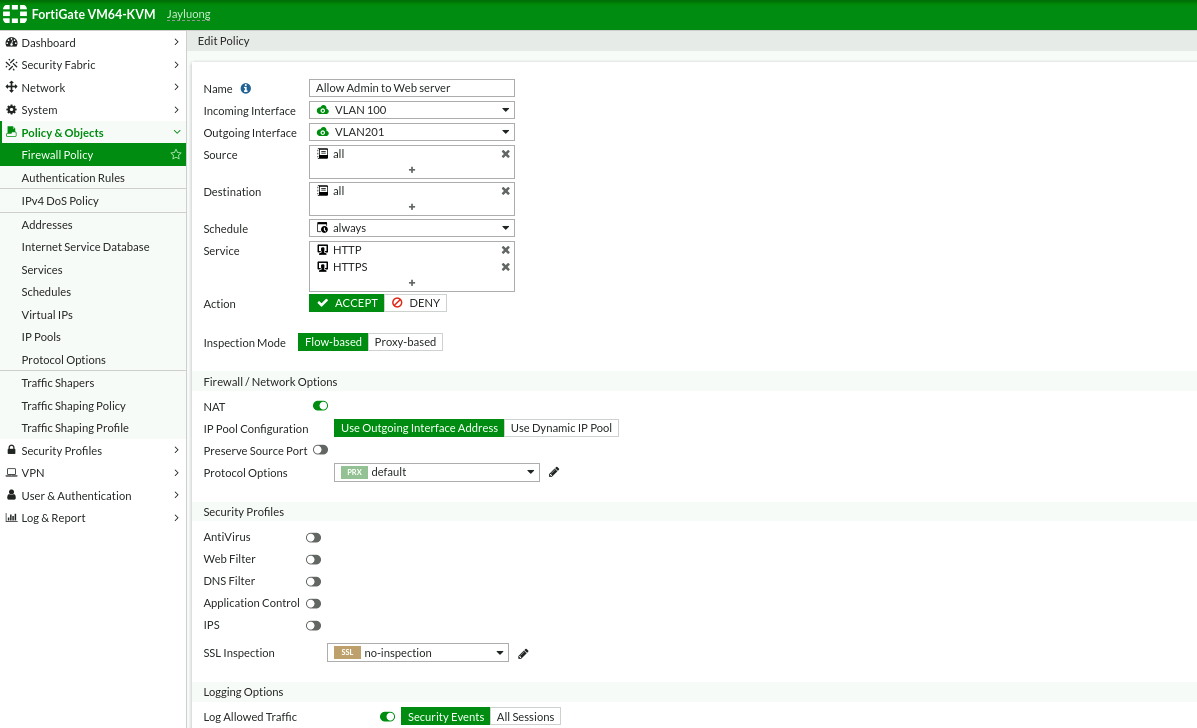 FortiGate VM64-KVM Jayluong
Dashboard
Security Fabric
Network
System
Policy & Objects
Firewall Policy
Authentication Rules
IPv4 DoS Policy
Addresses
Internet Service Database
Services
Schedules
Virtual IPs
IP Pools
Protocol Options
Traffic Shapers
Traffic Shaping Policy
Traffic Shaping Profile
Security Profiles
VPN
User & Authentication
Log & Report
Edit Policy
Name Allow Admin to Web server
Incoming Interface VLAN 100
Outgoing Interface VLAN201
Source all
+
Destination all
+
Schedule always
Service HTTP
HTTPS
+
Action ACCEPT DENY
Inspection Mode Flow-based Proxy-based
Firewall / Network Options
NAT
IP Pool Configuration Use Outgoing Interface Address Use Dynamic IP Pool
Preserve Source Port
Protocol Options PRX default
Security Profiles
AntiVirus
Web Filter
DNS Filter
Application Control
IPS
SSL Inspection SSL no-inspection
Logging Options
Log Allowed Traffic Security Events All Sessions